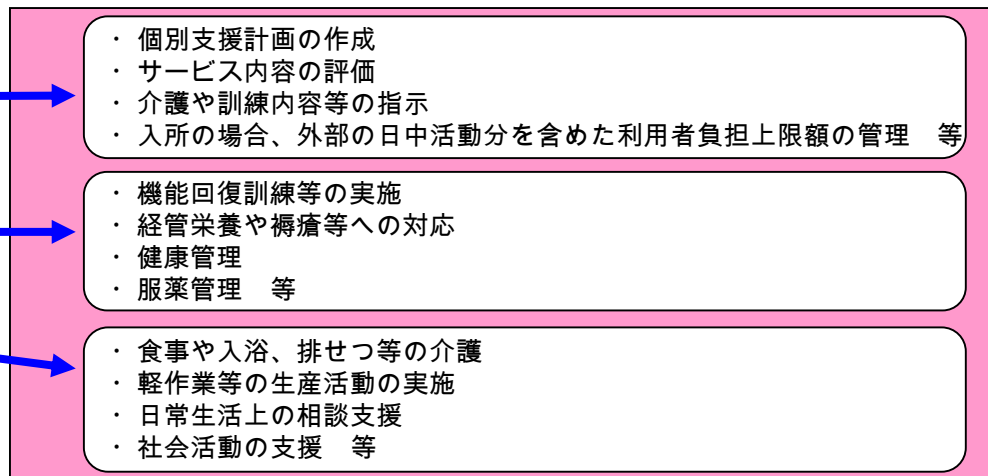 ・ 個別支援計画の作成
・ サービス内容の評価
・ 介護や訓練内容等の指示
・ 入所の場合、外部の日中活動分を含めた利用者負担上限額の管理　等
・ 機能回復訓練等の実施
・ 経管栄養や褥瘡等への対応
・ 健康管理
・ 服薬管理　等
・ 食事や入浴、排せつ等の介護
・ 軽作業等の生産活動の実施
・ 日常生活上の相談支援
・ 社会活動の支援　等